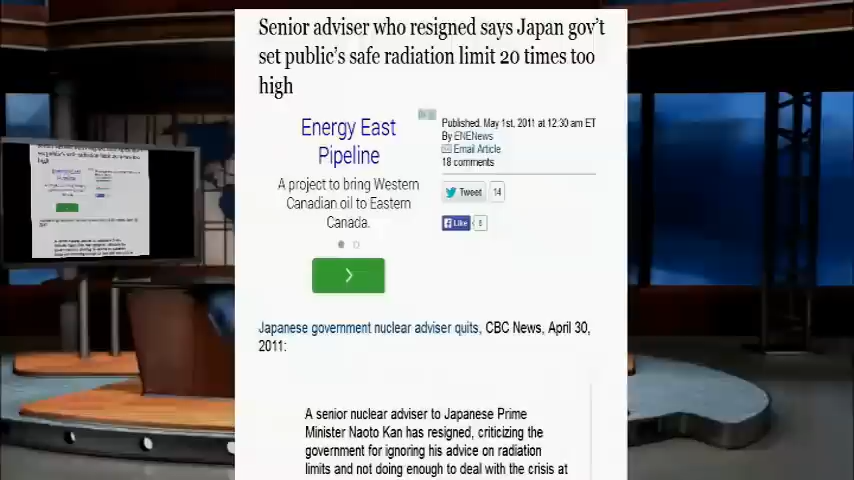 Senior adviser who resigned says Japan gov't
set public's safe radiation limit 20 times too
high
Energy East
Pipeline
A project to bring Western
Canadian oil to Eastern
Canada.
Published: May 1st, 2011 at 12:30 am ET
By ENENews
Email Article
18 comments
Tweet 14
Like 6
Japanese government nuclear adviser quits, CBC News, April 30,
2011:
A senior nuclear adviser to Japanese Prime
Minister Naoto Kan has resigned, criticizing the
government for ignoring his advice on radiation
limits and not doing enough to deal with the crisis at